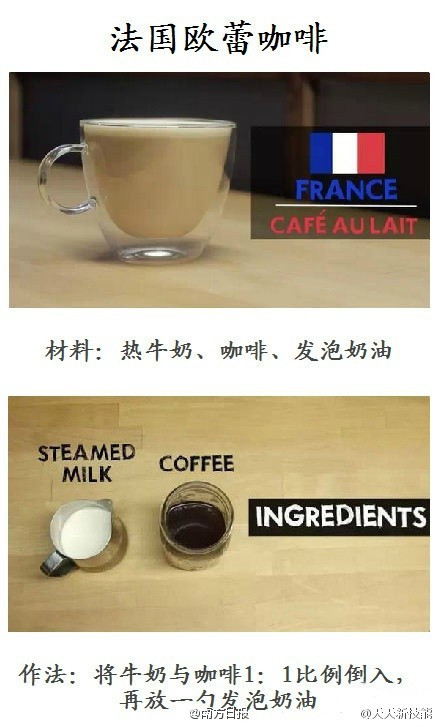 法国欧蕾咖啡
FRANCE
CAFÉ AU LAIT
材料：热牛奶、咖啡、发泡奶油
STEAMED
MILK
COFFEE
INGREDIENTS
作法：将牛奶与咖啡1：1比例倒入，
再放一勺发泡奶油
@南方日报
@天天新技能